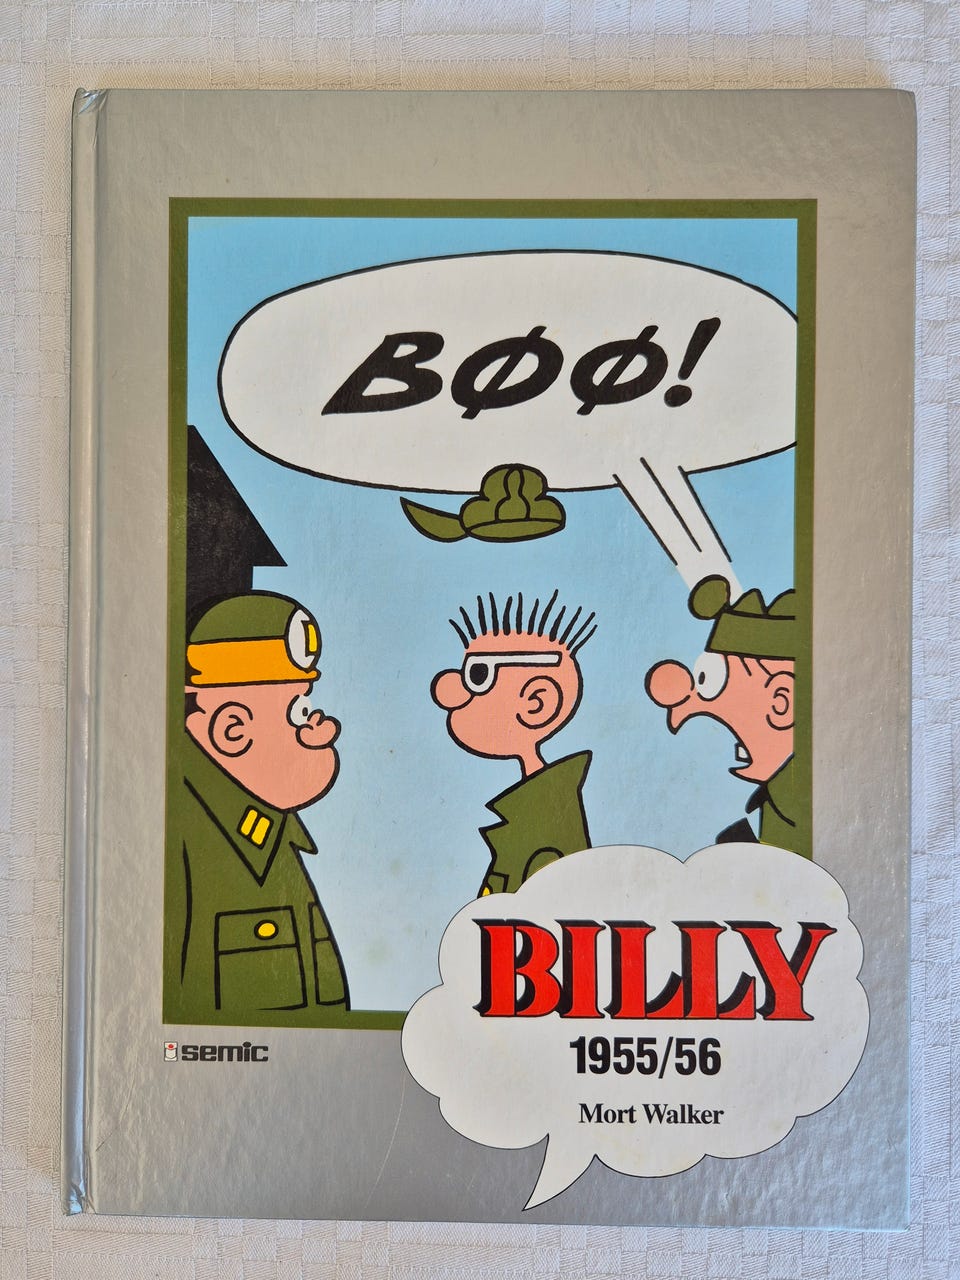 BØØ!
BILLY
1955/56
Mort Walker
semic